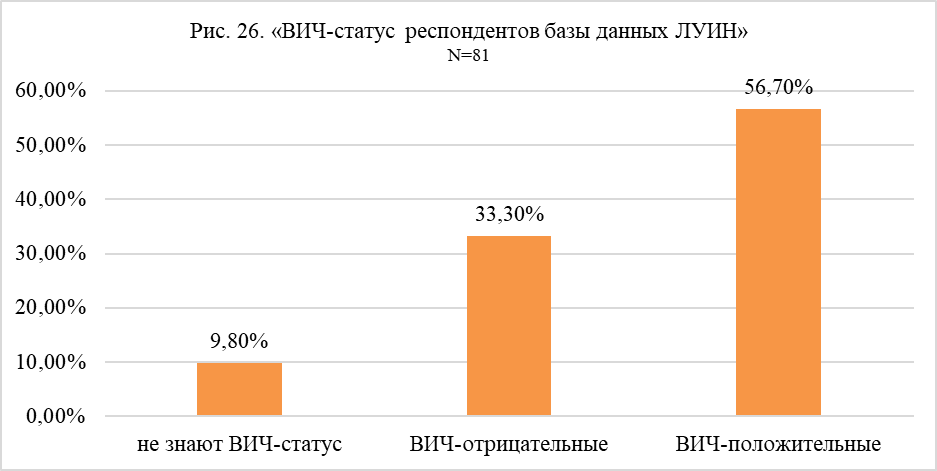 Рис. 26. «ВИЧ-статус респондентов базы данных ЛУИН»
N=81
60,00%
50,00%
40,00%
30,00%
20,00%
10,00%
0,00%
9,80%
33,30%
56,70%
не знают ВИЧ-статус
ВИЧ-отрицательные
ВИЧ-положительные